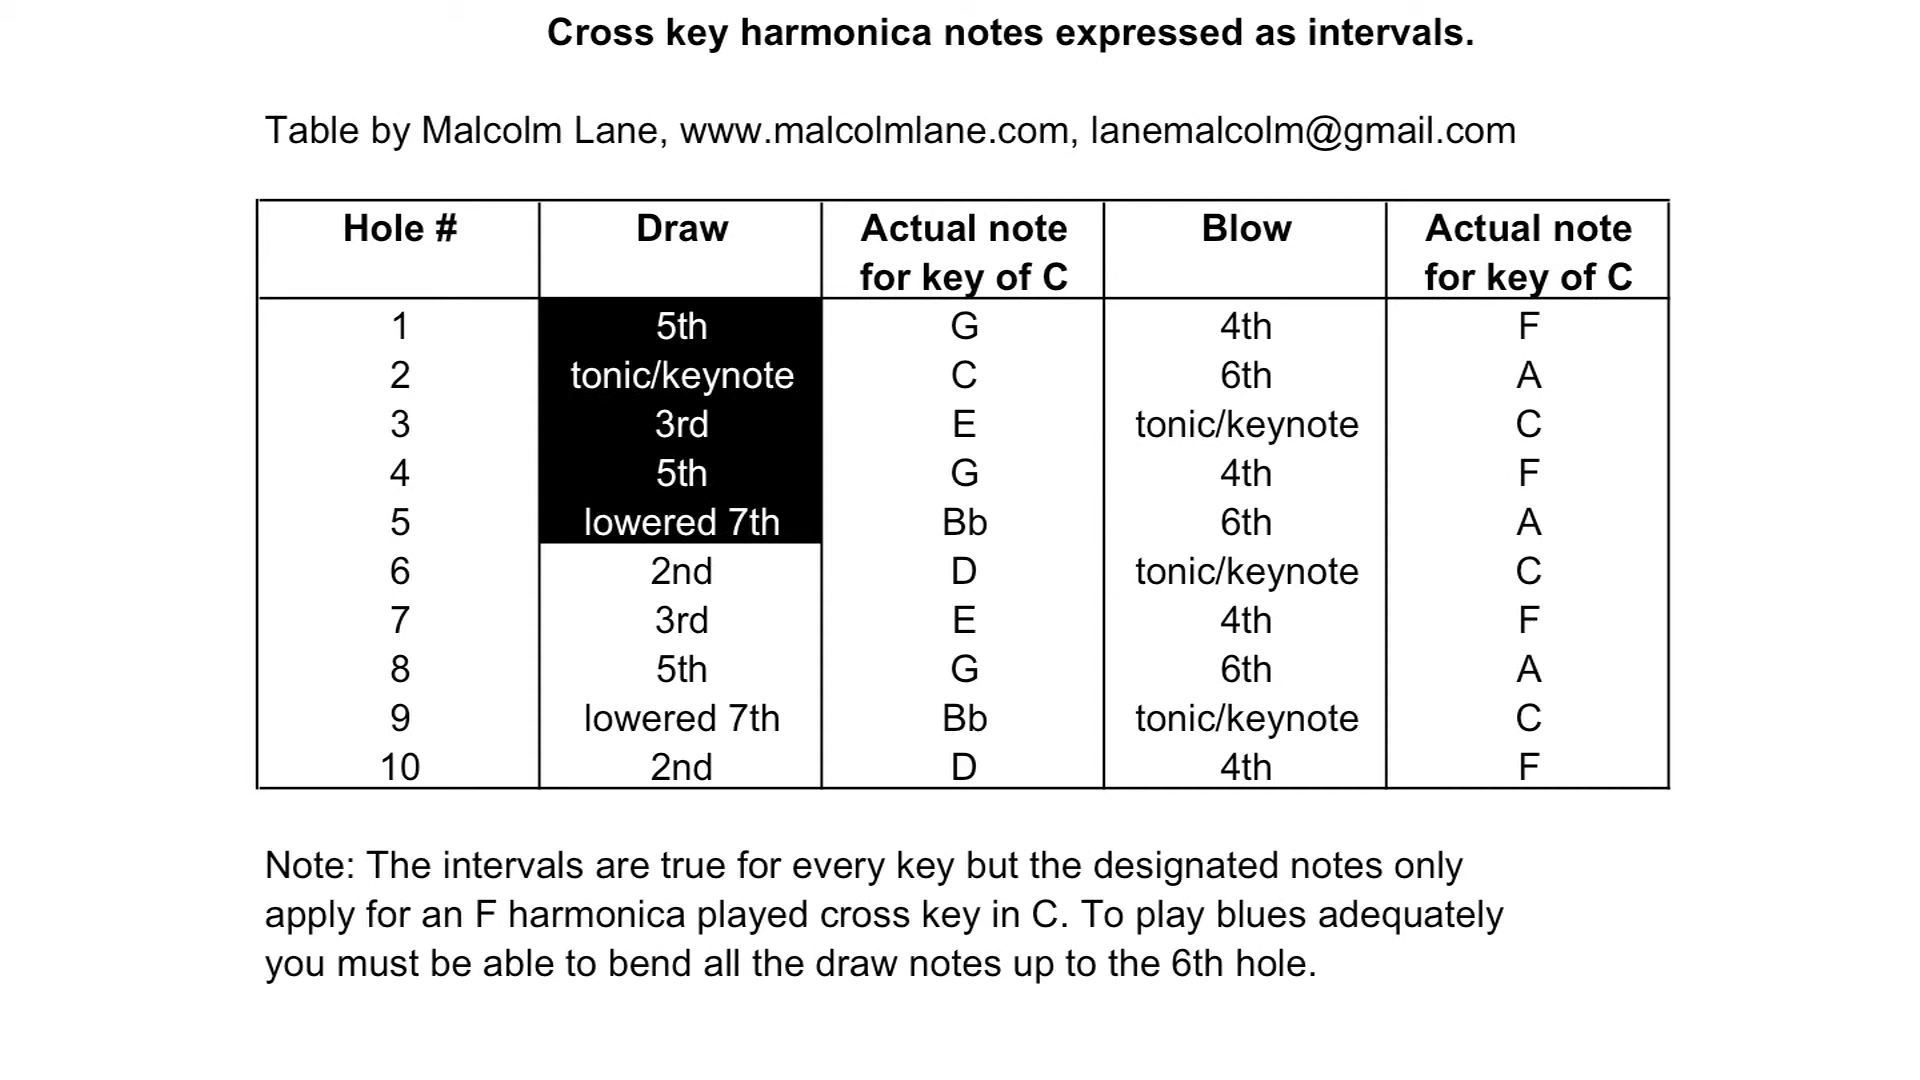 Cross key harmonica notes expressed as intervals.
Table by Malcolm Lane, www.malcolmlane.com, lanemalcolm@gmail.com
Hole # Draw Actual note for key of C Blow Actual note for key of C
1 5th G 4th F
2 tonic/keynote C 6th A
3 3rd E tonic/keynote C
4 5th G 4th F
5 lowered 7th Bb 6th A
6 2nd D tonic/keynote C
7 3rd E 4th F
8 5th G 6th A
9 lowered 7th Bb tonic/keynote C
10 2nd D 4th F
Note: The intervals are true for every key but the designated notes only
apply for an F harmonica played cross key in C. To play blues adequately
you must be able to bend all the draw notes up to the 6th hole.